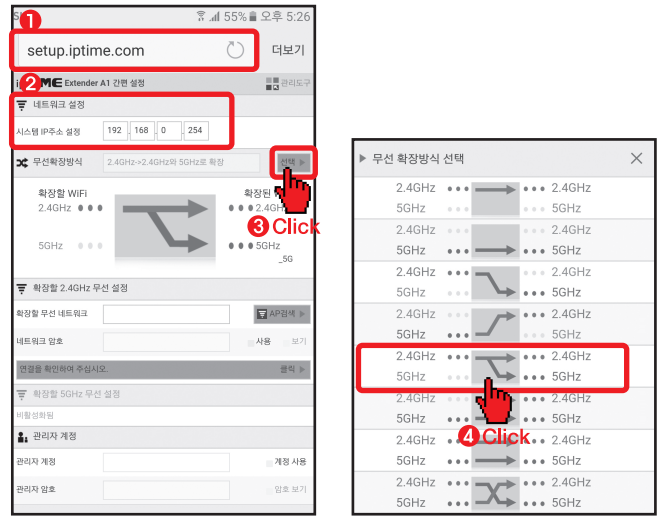 1
55% 오후 5:26
setup.iptime.com 더보기
2
Extender A1 간편 설정 관리도구
네트워크 설정
시스템 IP주소 설정 192 . 168 . 0 . 254
무선확장방식 2.4GHz->2.4GHz와 5GHz로 확장 선택
확장할 WiFi 확장된
2.4GHz 2.4G
3 Click
5GHz 5GHz
_5G
확장할 2.4GHz 무선 설정
확장할 무선 네트워크 AP검색
네트워크 암호 사용 보기
연결을 확인하여 주십시오. 클릭
확장할 5GHz 무선 설정
비활성화됨
관리자 계정
관리자 계정 계정 사용
관리자 암호 암호 보기
무선 확장방식 선택
2.4GHz 2.4GHz
5GHz 5GHz
2.4GHz 2.4GHz
5GHz 5GHz
2.4GHz 2.4GHz
5GHz 5GHz
2.4GHz 2.4GHz
5GHz 5GHz
2.4GHz 2.4GHz
5GHz 5GHz
2.4GHz 2.4GHz
5GHz 5GHz
4 Click
2.4GHz 2.4GHz
5GHz 5GHz
2.4GHz 2.4GHz
5GHz 5GHz